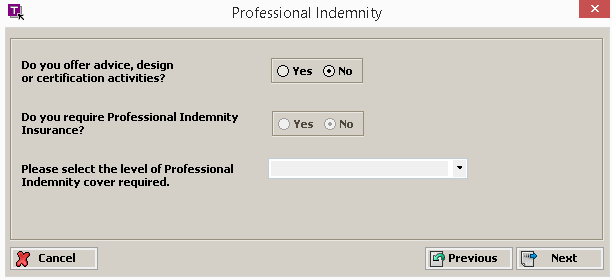 Professional Indemnity
Do you offer advice, design
or certification activities?
Yes No
Do you require Professional Indemnity
Insurance?
Yes No
Please select the level of Professional
Indemnity cover required.
Cancel Previous Next